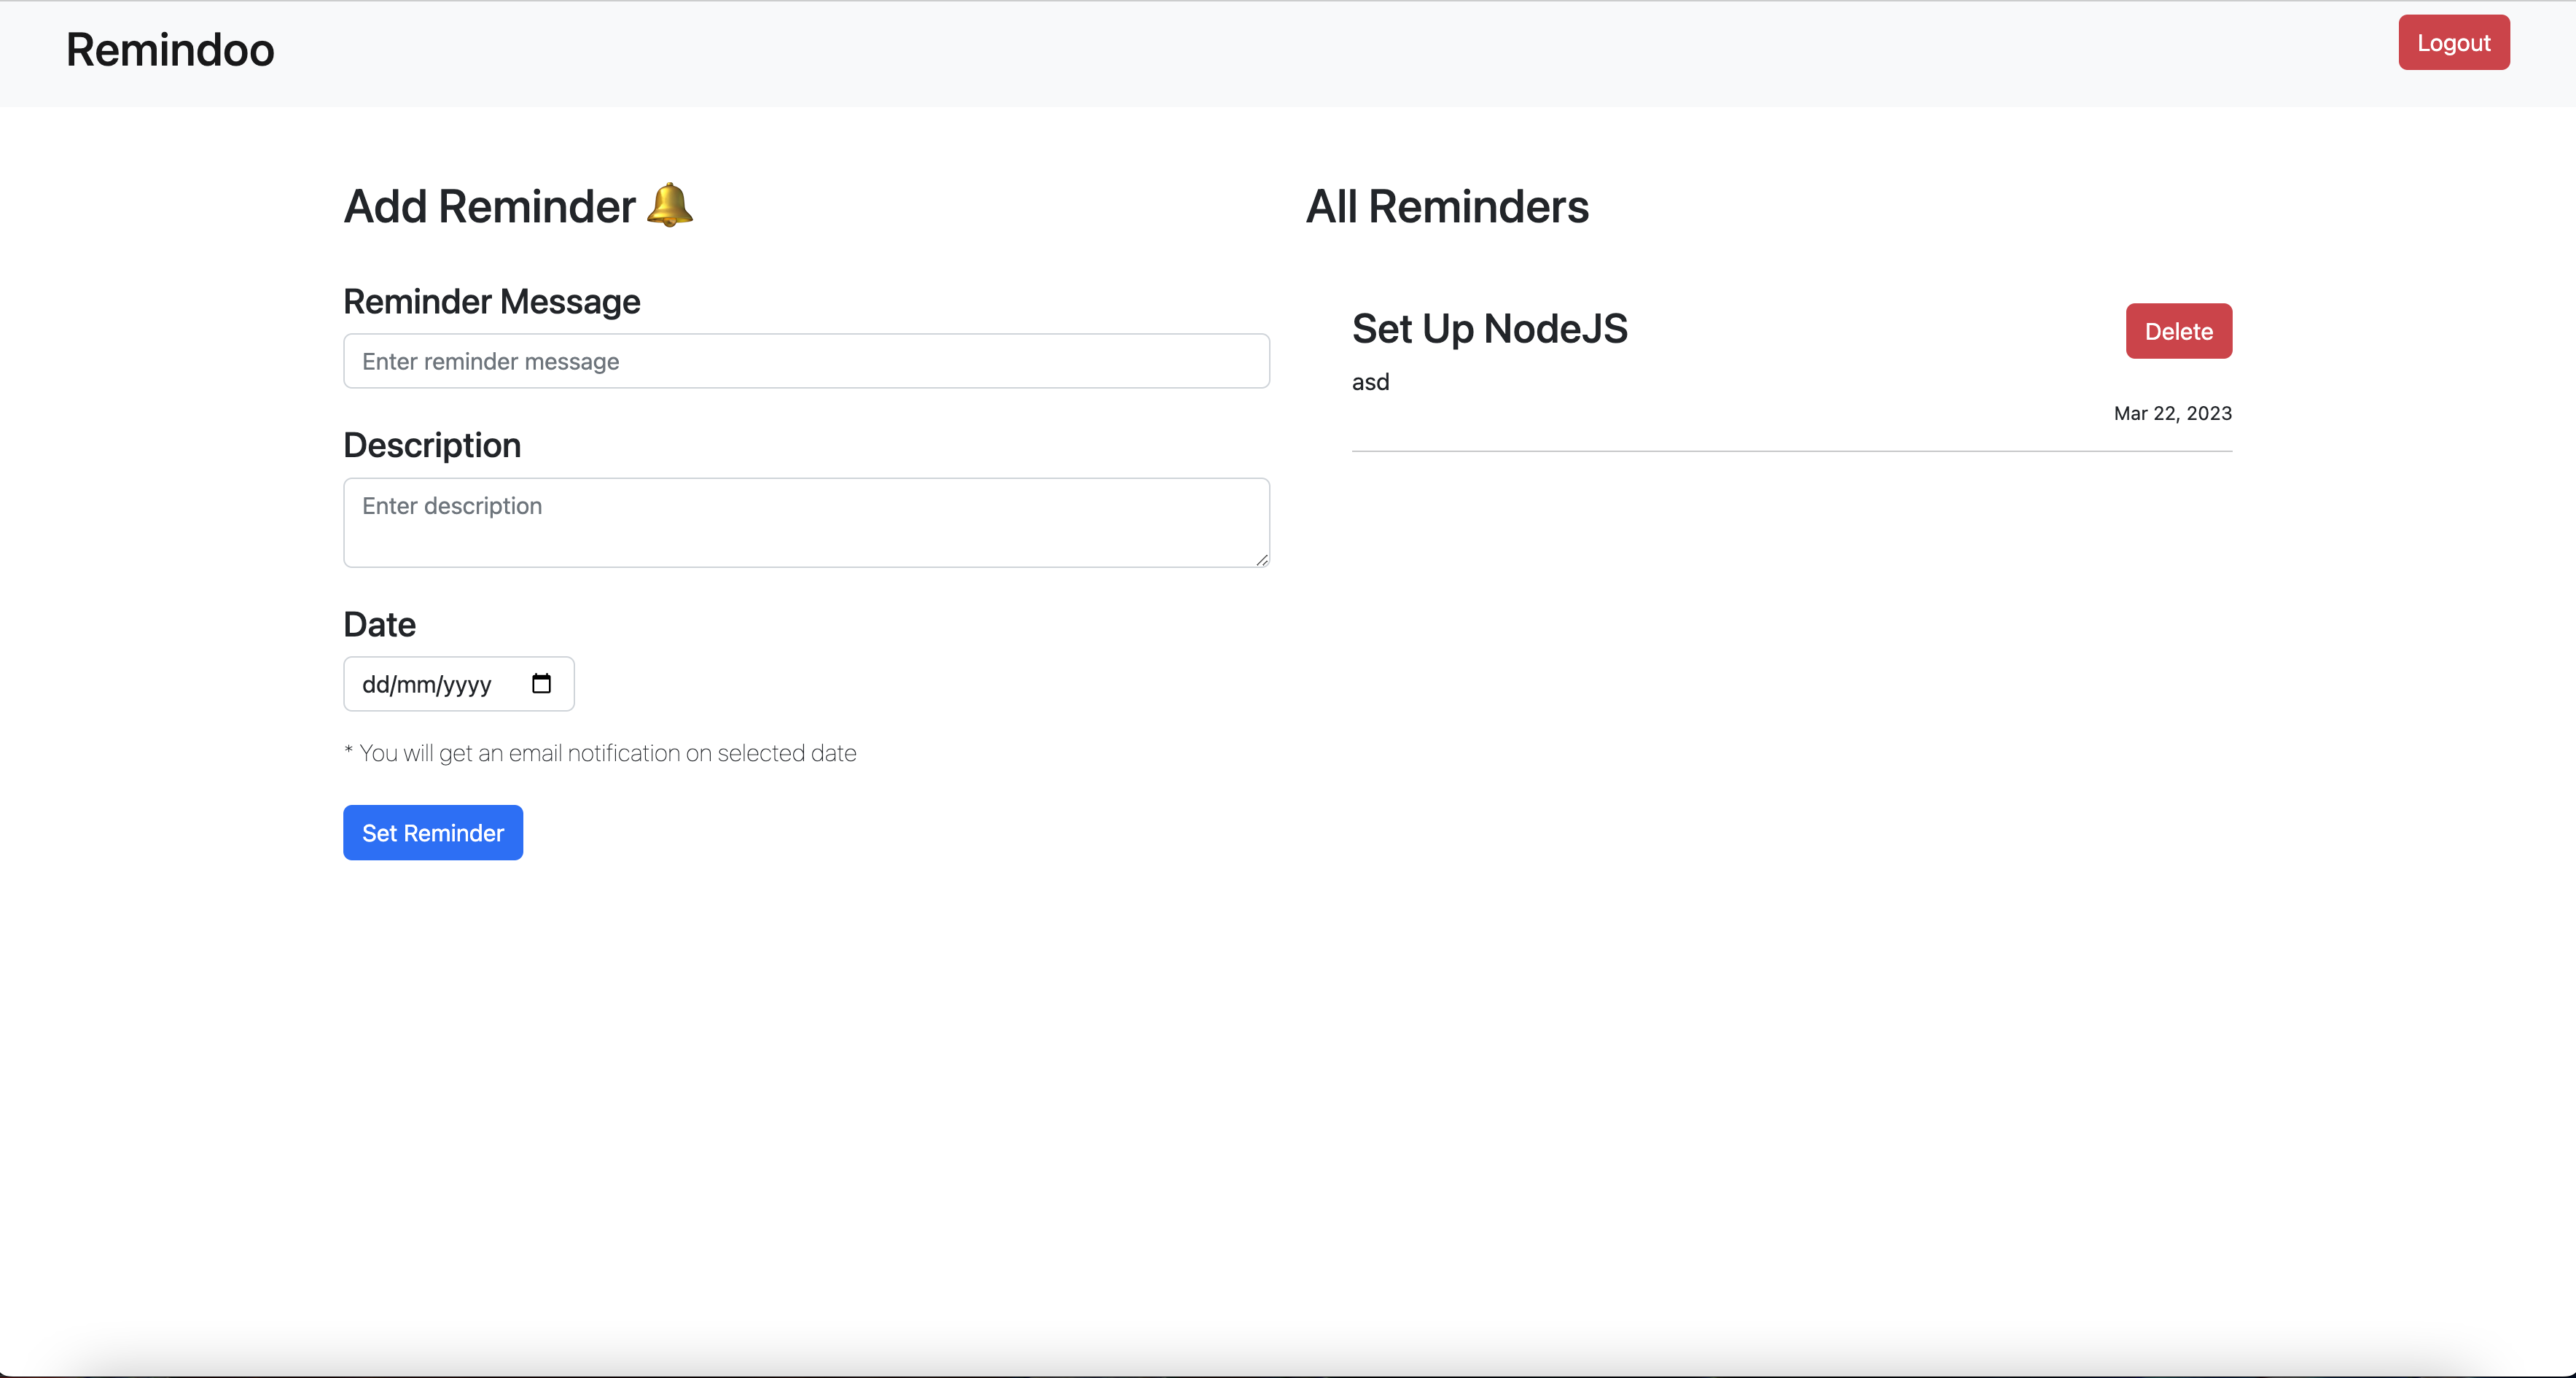 Remindoo
Logout
Add Reminder 🔔
Reminder Message
Enter reminder message
Description
Enter description
Date
dd/mm/yyyy
* You will get an email notification on selected date
Set Reminder
All Reminders
Set Up NodeJS
Delete
asd
Mar 22, 2023